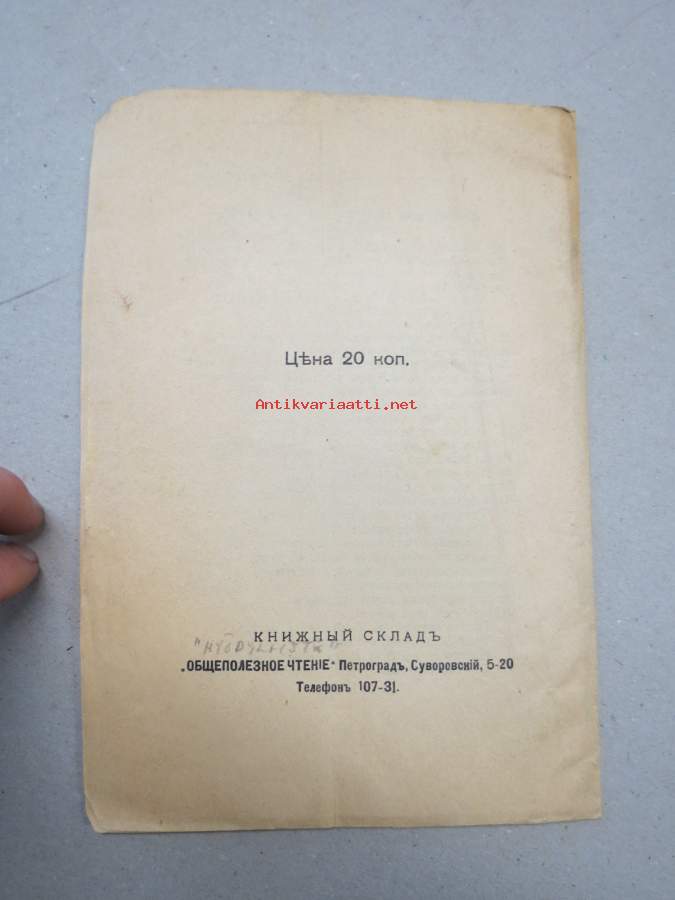 Цѣна 20 коп.
Antikvariaatti.net
КНИЖНЫЙ СКЛАДЪ
„ОБЩЕПОЛЕЗНОЕ ЧТЕНІЕ“ Петроградъ, Суворовскій, 5-20
Телефонъ 107-31.